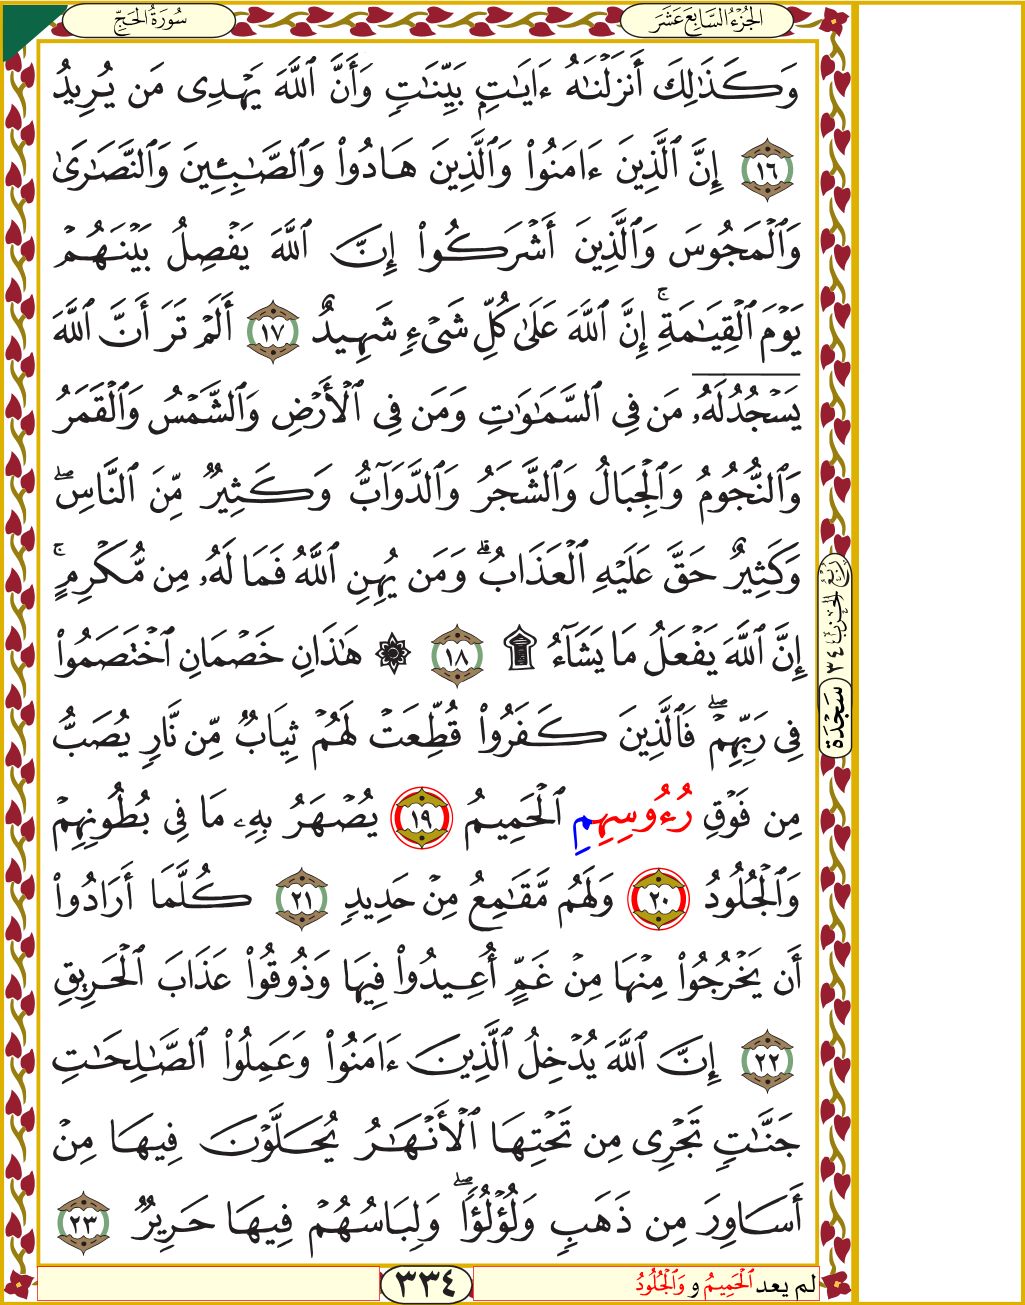 الجُزْءُ السَّابِعَ عَشَرَ
سُورَةُ الحَجِّ
وَكَذَٰلِكَ أَنزَلْنَٰهُ ءَايَٰتٍۭ بَيِّنَٰتٍ وَأَنَّ ٱللَّهَ يَهْدِى مَن يُرِيدُ
١٦ إِنَّ ٱلَّذِينَ ءَامَنُوا۟ وَٱلَّذِينَ هَادُوا۟ وَٱلصَّٰبِـِٔينَ وَٱلنَّصَٰرَىٰ
وَٱلْمَجُوسَ وَٱلَّذِينَ أَشْرَكُوٓا۟ إِنَّ ٱللَّهَ يَفْصِلُ بَيْنَهُمْ
يَوْمَ ٱلْقِيَٰمَةِ ۚ إِنَّ ٱللَّهَ عَلَىٰ كُلِّ شَىْءٍ شَهِيدٌ ١٧ أَلَمْ تَرَ أَنَّ ٱللَّهَ
يَسْجُدُ لَهُۥ مَن فِى ٱلسَّمَٰوَٰتِ وَمَن فِى ٱلْأَرْضِ وَٱلشَّمْسُ وَٱلْقَمَرُ
وَٱلنُّجُومُ وَٱلْجِبَالُ وَٱلشَّجَرُ وَٱلدَّوَآبُّ وَكَثِيرٌ مِّنَ ٱلنَّاسِ ۖ
وَكَثِيرٌ حَقَّ عَلَيْهِ ٱلْعَذَابُ ۗ وَمَن يُهِنِ ٱللَّهُ فَمَا لَهُۥ مِن مُّكْرِمٍ ۚ
إِنَّ ٱللَّهَ يَفْعَلُ مَا يَشَآءُ ۩ ١٨ ۞ هَٰذَانِ خَصْمَانِ ٱخْتَصَمُوا۟
فِى رَبِّهِمْ ۖ فَٱلَّذِينَ كَفَرُوا۟ قُطِّعَتْ لَهُمْ ثِيَابٌ مِّن نَّارٍ يُصَبُّ
مِن فَوْقِ رُءُوسِهِمِ ٱلْحَمِيمُ ١٩ يُصْهَرُ بِهِۦ مَا فِى بُطُونِهِمْ
وَٱلْجُلُودُ ٢٠ وَلَهُم مَّقَٰمِعُ مِنْ حَدِيدٍ ٢١ كُلَّمَآ أَرَادُوٓا۟
أَن يَخْرُجُوا۟ مِنْهَا مِنْ غَمٍّ أُعِيدُوا۟ فِيهَا وَذُوقُوا۟ عَذَابَ ٱلْحَرِيقِ
٢٢ إِنَّ ٱللَّهَ يُدْخِلُ ٱلَّذِينَ ءَامَنُوا۟ وَعَمِلُوا۟ ٱلصَّٰلِحَٰتِ
جَنَّٰتٍ تَجْرِى مِن تَحْتِهَا ٱلْأَنْهَٰرُ يُحَلَّوْنَ فِيهَا مِنْ
أَسَاوِرَ مِن ذَهَبٍ وَلُؤْلُؤًا ۖ وَلِبَاسُهُمْ فِيهَا حَرِيرٌ ٢٣
رُبْعُ الحِزْب ٣٤
سَجْدَة
لم يعد ٱلْحَمِيمُ و وَٱلْجُلُودُ
٣٣٤